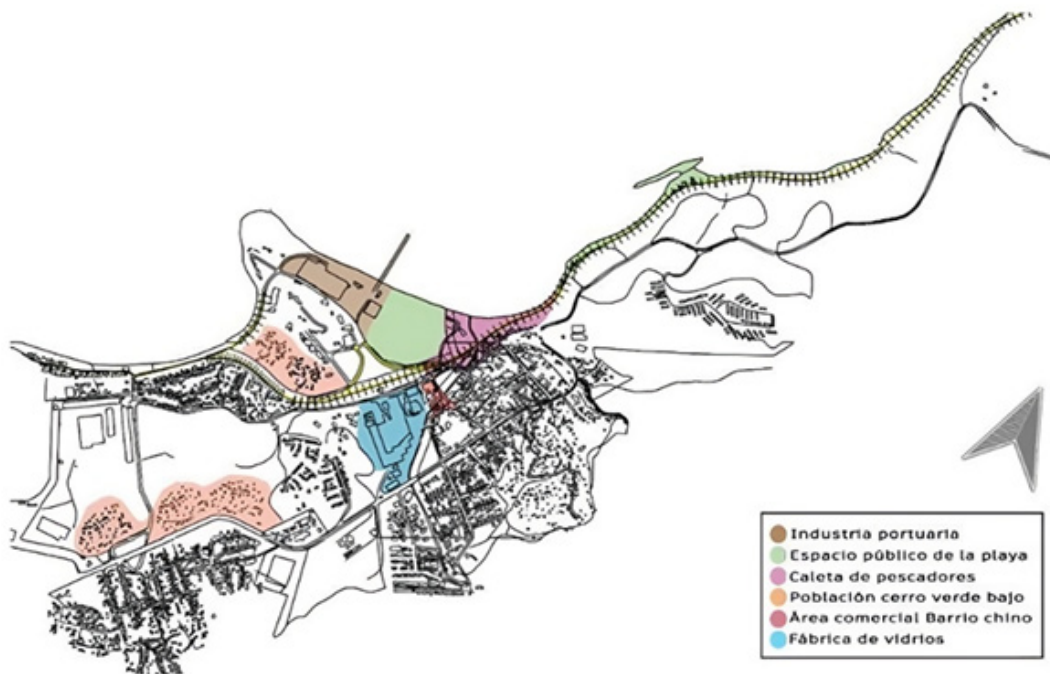 Industria portuaria
Espacio público de la playa
Caleta de pescadores
Población cerro verde bajo
Área comercial Barrio chino
Fábrica de vidrios